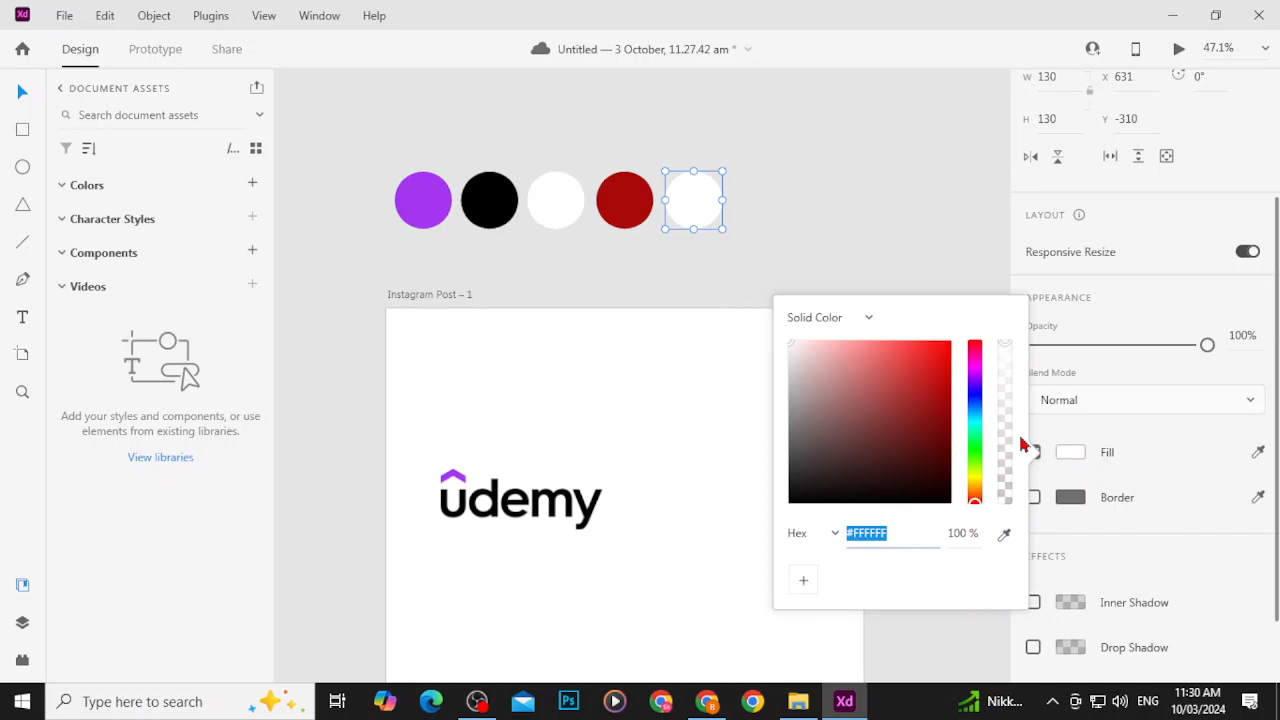 Xd File Edit Object Plugins View Window Help
Design Prototype Share Untitled — 3 October, 11.27.42 am * 47.1%
DOCUMENT ASSETS
Search document assets
Colors
Character Styles
Components
Videos
Add your styles and components, or use
elements from existing libraries.
View libraries
Instagram Post – 1
udemy
Solid Color
Hex #FFFFFF 100 %
W 130 X 631 0°
H 130 Y -310
LAYOUT
Responsive Resize
APPEARANCE
Opacity
100%
Blend Mode
Normal
Fill
Border
EFFECTS
Inner Shadow
Drop Shadow
Type here to search
Nikk...
ENG
11:30 AM
10/03/2024